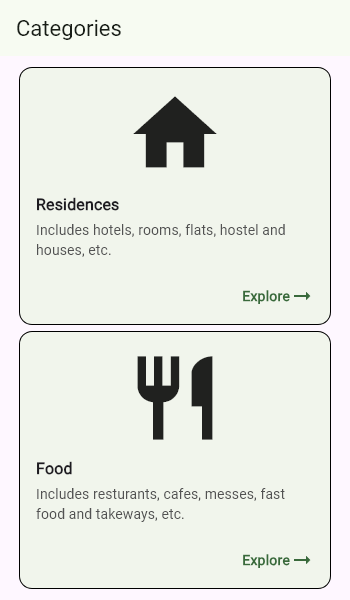 Categories
Residences
Includes hotels, rooms, flats, hostel and
houses, etc.
Explore
Food
Includes resturants, cafes, messes, fast
food and takeways, etc.
Explore